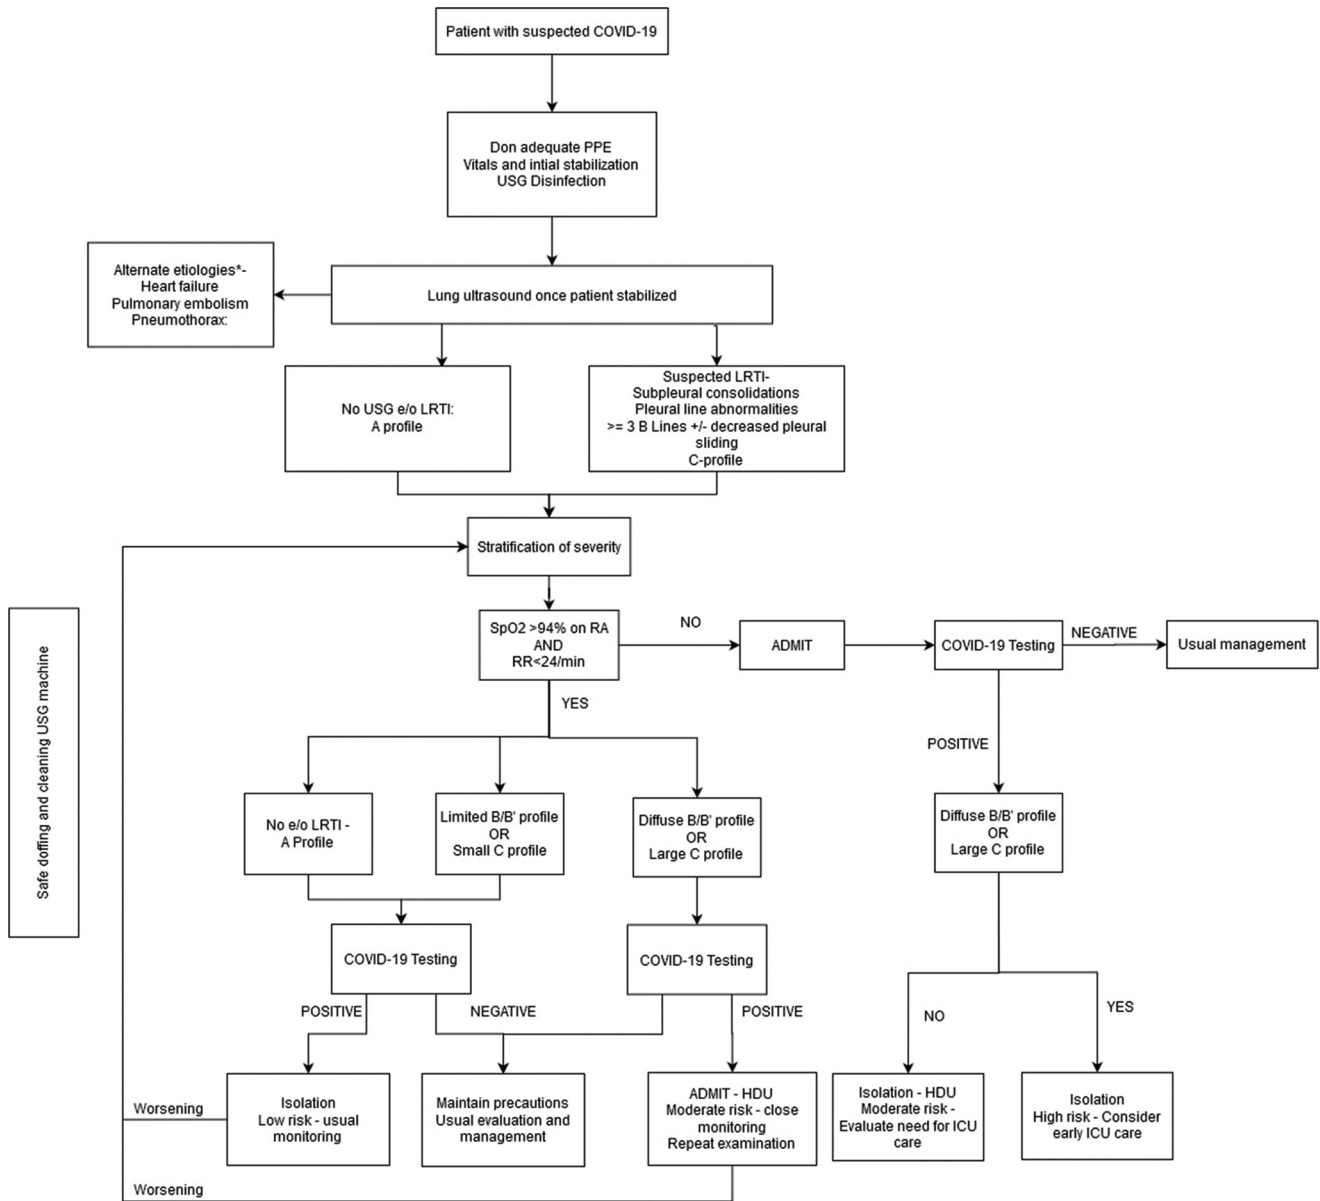 Patient with suspected COVID-19
Don adequate PPE
Vitals and intial stabilization
USG Disinfection
Alternate etiologies*-
Heart failure
Pulmonary embolism
Pneumothorax:
Lung ultrasound once patient stabilized
No USG e/o LRTI:
A profile
Suspected LRTI-
Subpleural consolidations
Pleural line abnormalities
>= 3 B Lines +/- decreased pleural
sliding
C-profile
Stratification of severity
Safe doffing and cleaning USG machine
SpO2 >94% on RA
AND
RR<24/min
NO
ADMIT
COVID-19 Testing
NEGATIVE
Usual management
YES
POSITIVE
No e/o LRTI -
A Profile
Limited B/B' profile
OR
Small C profile
Diffuse B/B' profile
OR
Large C profile
Diffuse B/B' profile
OR
Large C profile
COVID-19 Testing
COVID-19 Testing
POSITIVE
NEGATIVE
POSITIVE
NO
YES
Worsening
Isolation
Low risk - usual
monitoring
Maintain precautions
Usual evaluation and
management
ADMIT - HDU
Moderate risk - close
monitoring
Repeat examination
Isolation - HDU
Moderate risk -
Evaluate need for ICU
care
Isolation
High risk - Consider
early ICU care
Worsening